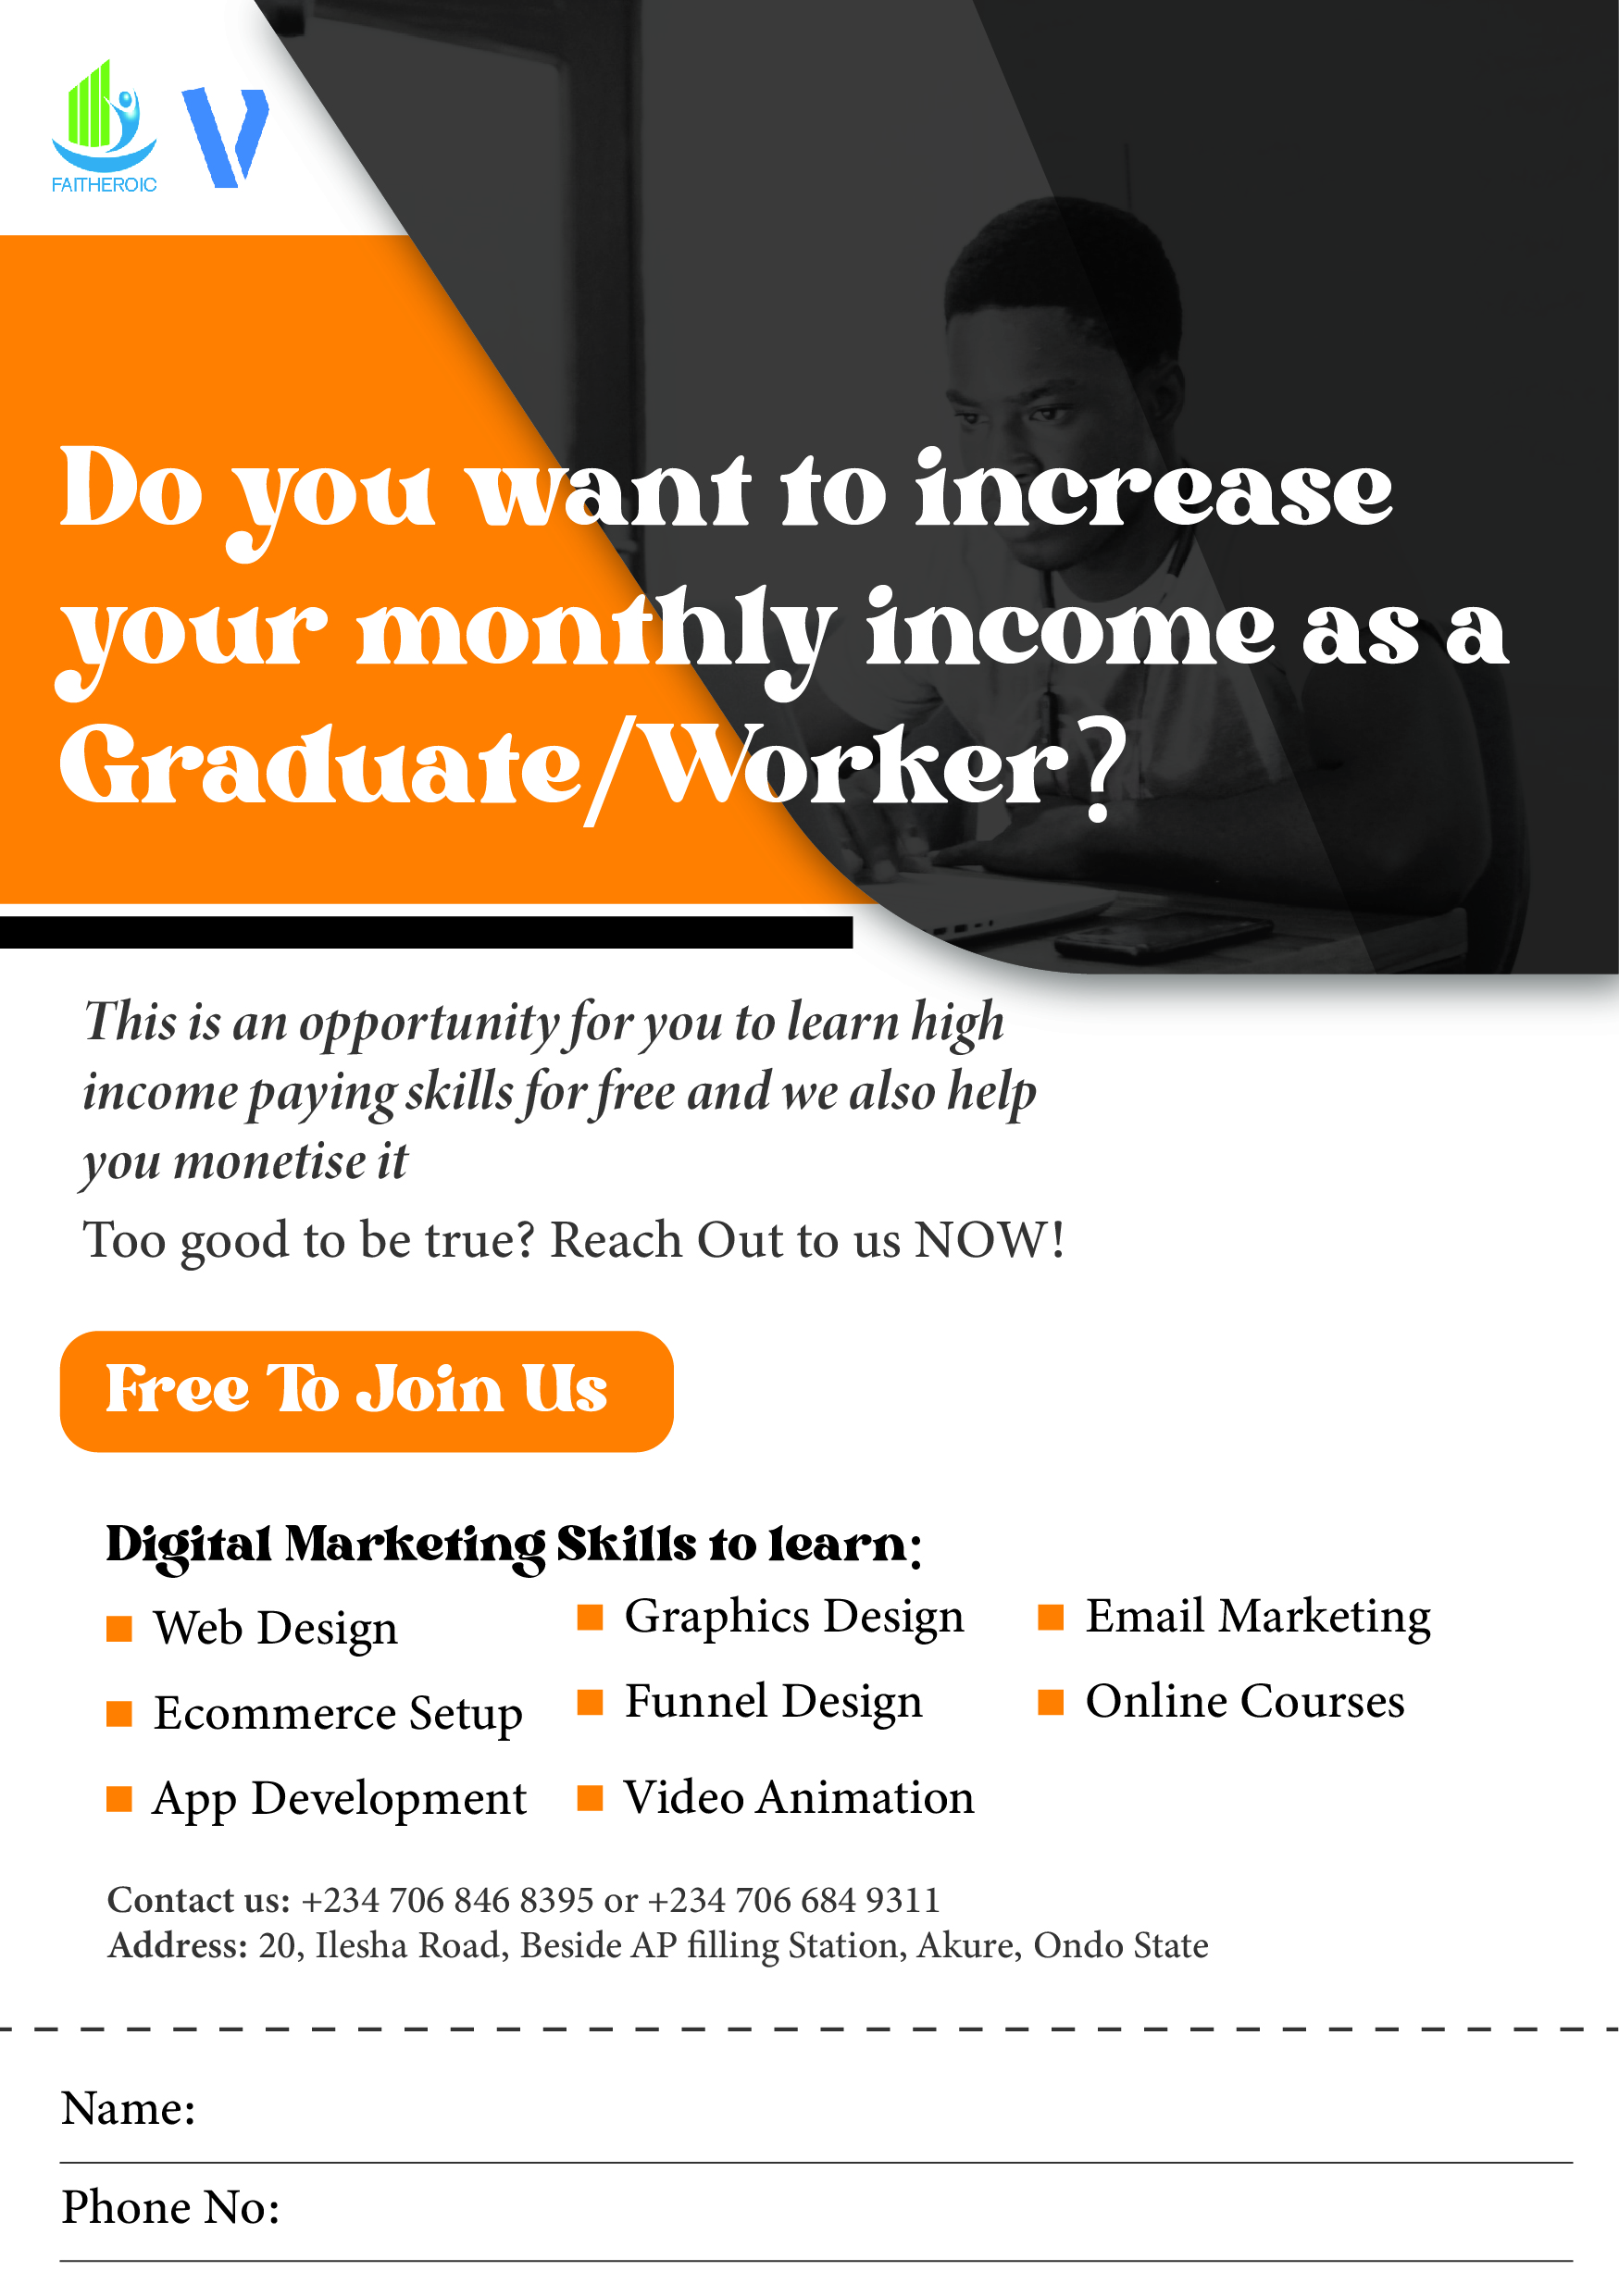 FAITHEROIC
V
Do you want to increase
your monthly income as a
Graduate/Worker?
This is an opportunity for you to learn high
income paying skills for free and we also help
you monetise it
Too good to be true? Reach Out to us NOW!
Free To Join Us
Digital Marketing Skills to learn:
Web Design
Ecommerce Setup
App Development
Graphics Design
Funnel Design
Video Animation
Email Marketing
Online Courses
Contact us: +234 706 846 8395 or +234 706 684 9311
Address: 20, Ilesha Road, Beside AP filling Station, Akure, Ondo State
Name:
Phone No: